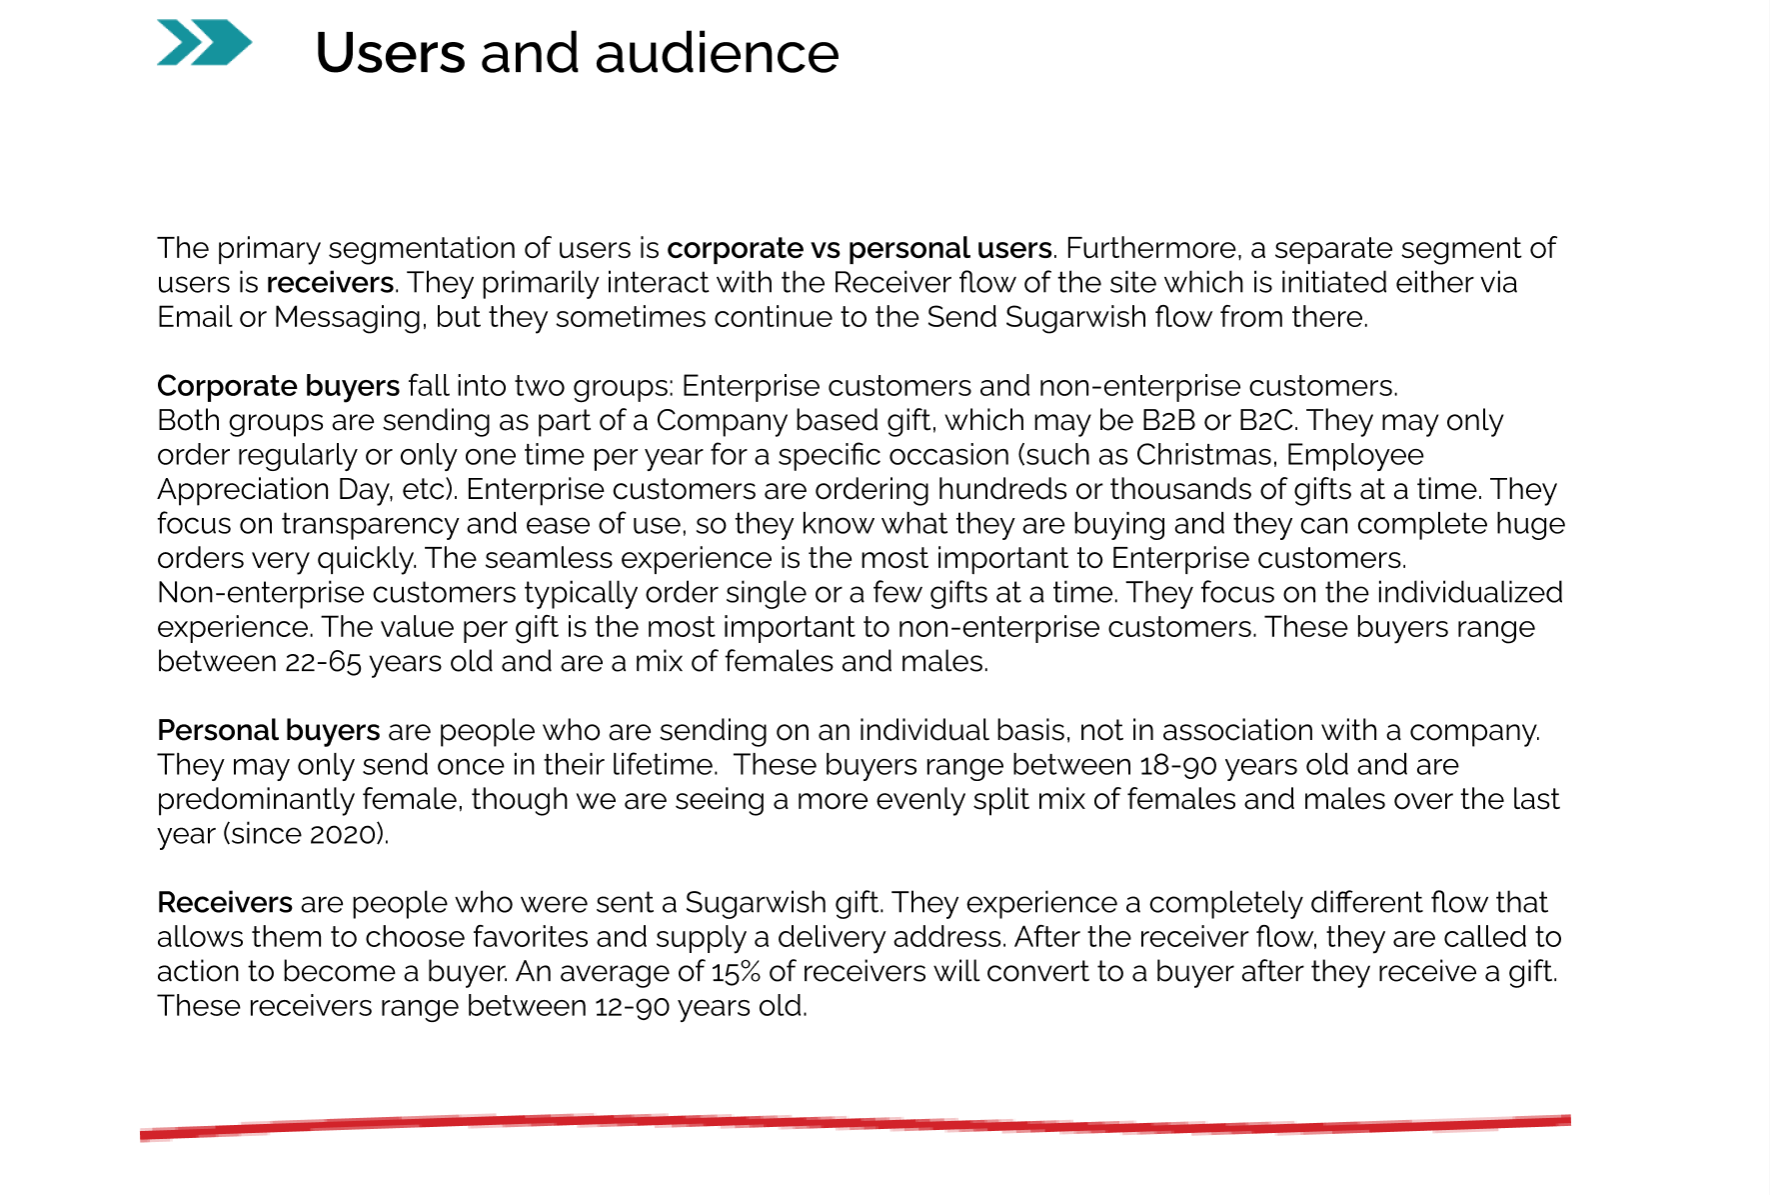 Users and audience
The primary segmentation of users is corporate vs personal users. Furthermore, a separate segment of
users is receivers. They primarily interact with the Receiver flow of the site which is initiated either via
Email or Messaging, but they sometimes continue to the Send Sugarwish flow from there.
Corporate buyers fall into two groups: Enterprise customers and non-enterprise customers.
Both groups are sending as part of a Company based gift, which may be B2B or B2C. They may only
order regularly or only one time per year for a specific occasion (such as Christmas, Employee
Appreciation Day, etc). Enterprise customers are ordering hundreds or thousands of gifts at a time. They
focus on transparency and ease of use, so they know what they are buying and they can complete huge
orders very quickly. The seamless experience is the most important to Enterprise customers.
Non-enterprise customers typically order single or a few gifts at a time. They focus on the individualized
experience. The value per gift is the most important to non-enterprise customers. These buyers range
between 22-65 years old and are a mix of females and males.
Personal buyers are people who are sending on an individual basis, not in association with a company.
They may only send once in their lifetime.  These buyers range between 18-90 years old and are
predominantly female, though we are seeing a more evenly split mix of females and males over the last
year (since 2020).
Receivers are people who were sent a Sugarwish gift. They experience a completely different flow that
allows them to choose favorites and supply a delivery address. After the receiver flow, they are called to
action to become a buyer. An average of 15% of receivers will convert to a buyer after they receive a gift.
These receivers range between 12-90 years old.